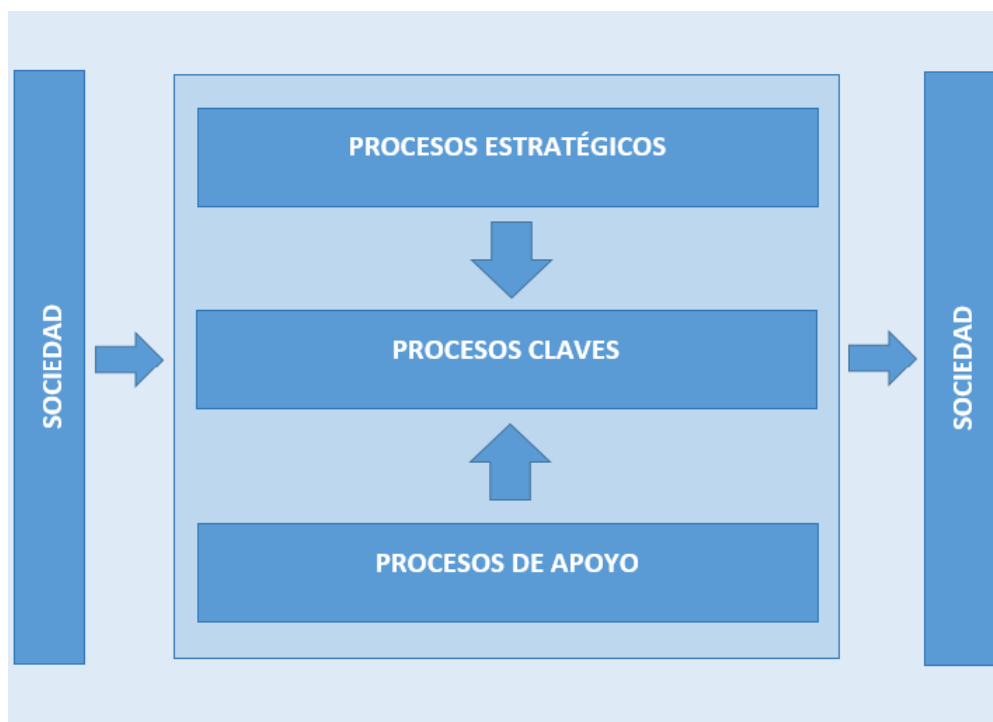 SOCIEDAD
PROCESOS ESTRATÉGICOS
PROCESOS CLAVES
PROCESOS DE APOYO
SOCIEDAD